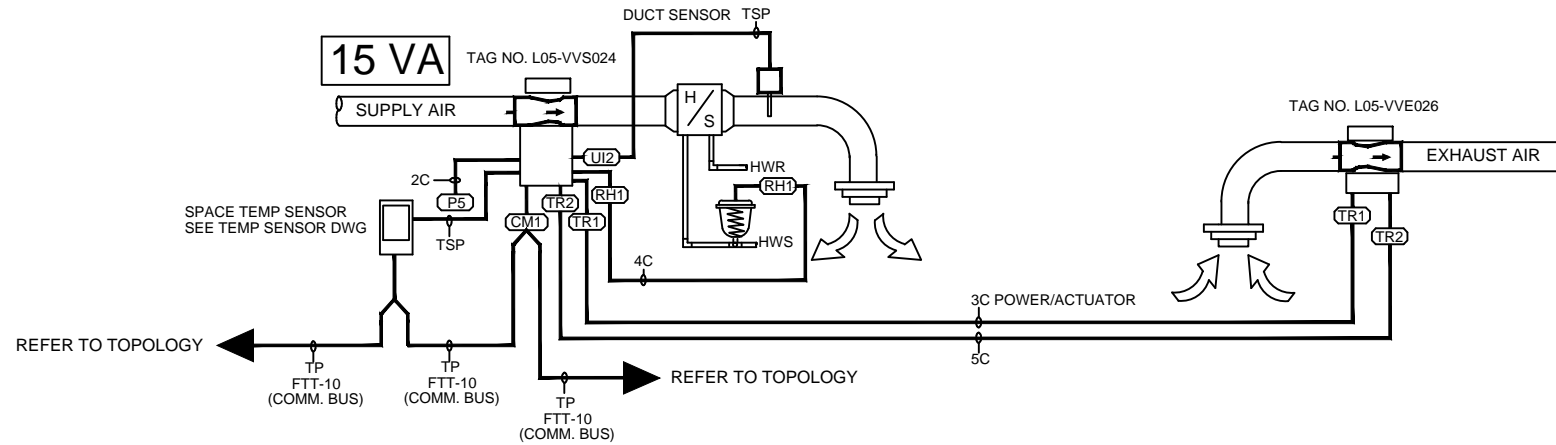 DUCT SENSOR TSP
15 VA
TAG NO. L05-VVS024
SUPPLY AIR
H/S
TAG NO. L05-VVE026
EXHAUST AIR
UI2
HWR
2C
P5
RH1
RH1
SPACE TEMP SENSOR
SEE TEMP SENSOR DWG
TSP
CM1
TR2
TR1
HWS
TR1
TR2
4C
3C POWER/ACTUATOR
5C
REFER TO TOPOLOGY
TP
FTT-10
(COMM. BUS)
TP
FTT-10
(COMM. BUS)
REFER TO TOPOLOGY
TP
FTT-10
(COMM. BUS)